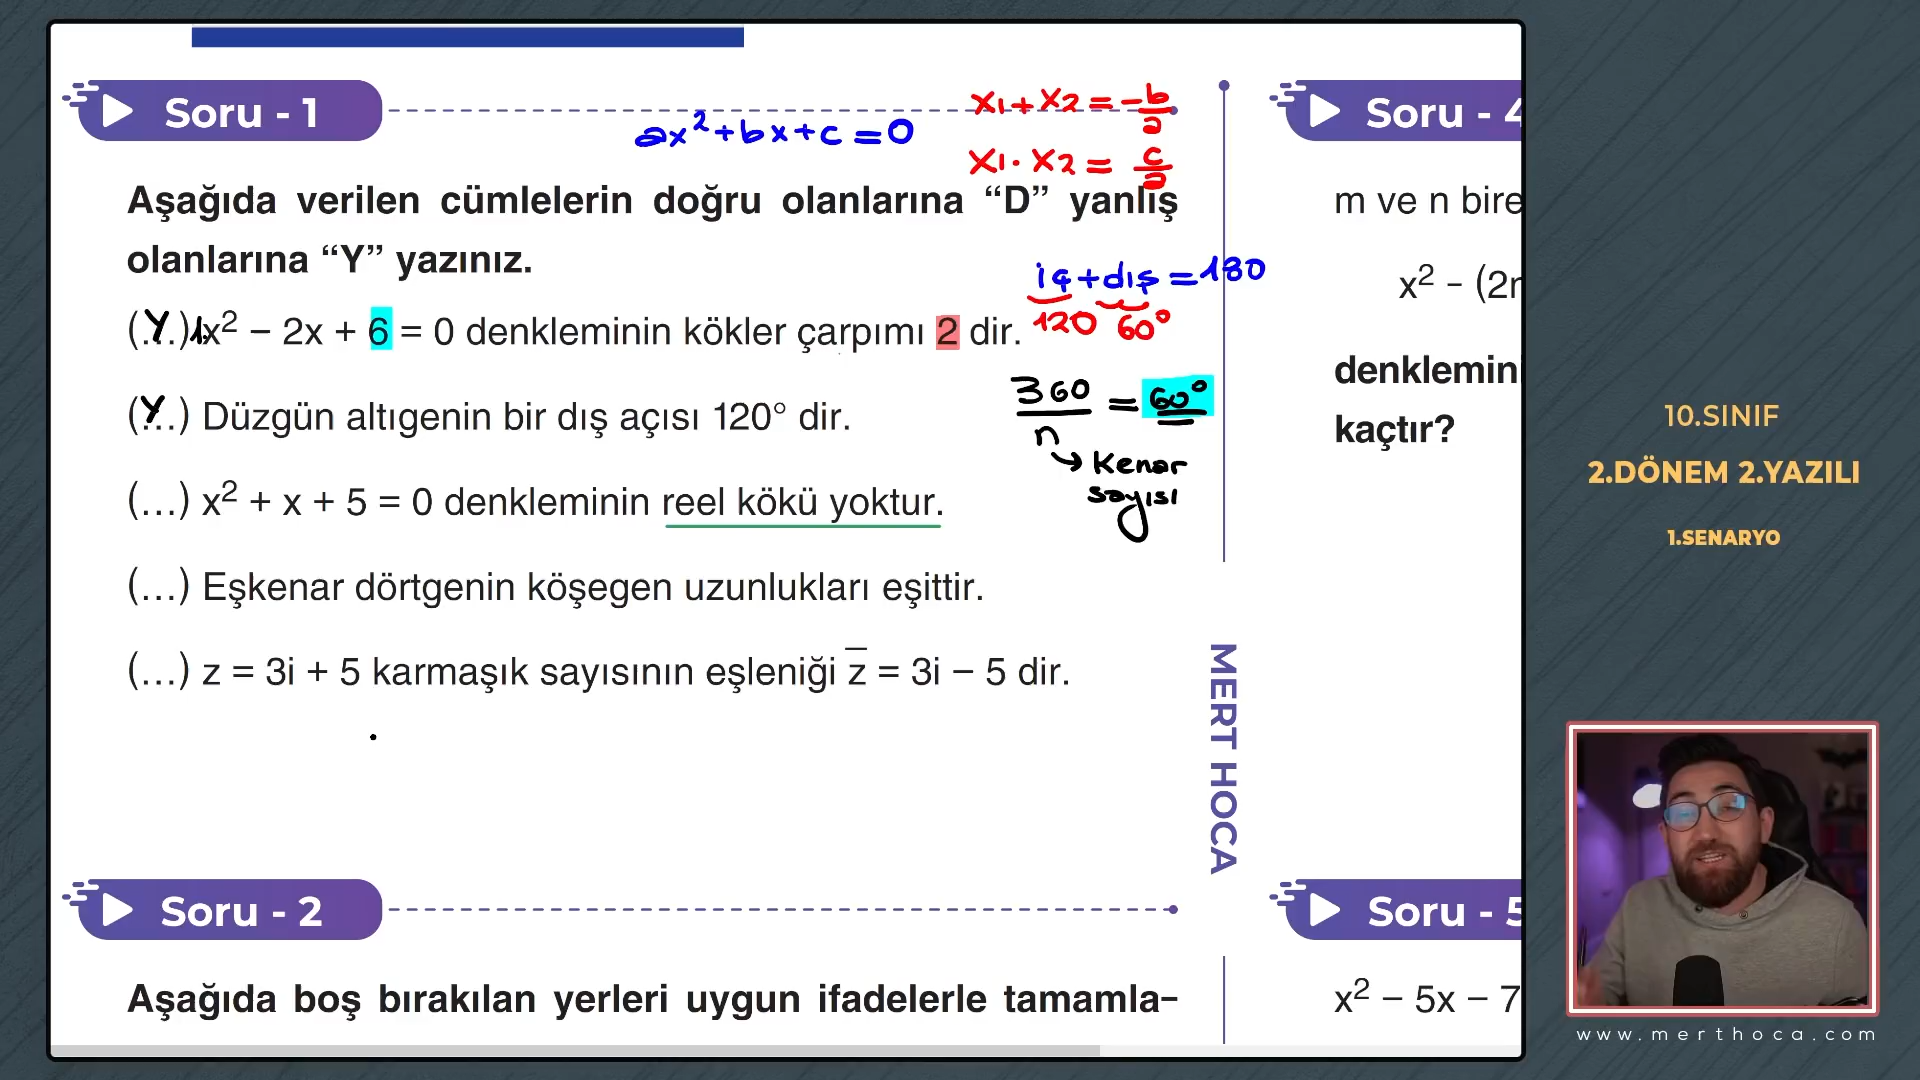 Soru - 1
ax²+bx+c=0
x1+x2=-b/a
x1.x2=c/a
Aşağıda verilen cümlelerin doğru olanlarına “D” yanlış
olanlarına “Y” yazınız.
iç+dış=180
120 60°
(Y) 1x² − 2x + 6 = 0 denkleminin kökler çarpımı 2 dir.
360/n = 60°
Kenar
sayısı
(Y) Düzgün altıgenin bir dış açısı 120° dir.
(...) x² + x + 5 = 0 denkleminin reel kökü yoktur.
(...) Eşkenar dörtgenin köşegen uzunlukları eşittir.
(...) z = 3i + 5 karmaşık sayısının eşleniği z̅ = 3i − 5 dir.
MERT HOCA
Soru - 2
Aşağıda boş bırakılan yerleri uygun ifadelerle tamamla-
Soru - 4
m ve n bire
x² - (2
denklemin
kaçtır?
Soru - 5
x² − 5x − 7
10.SINIF
2.DÖNEM 2.YAZILI
1.SENARYO
www.merthoca.com